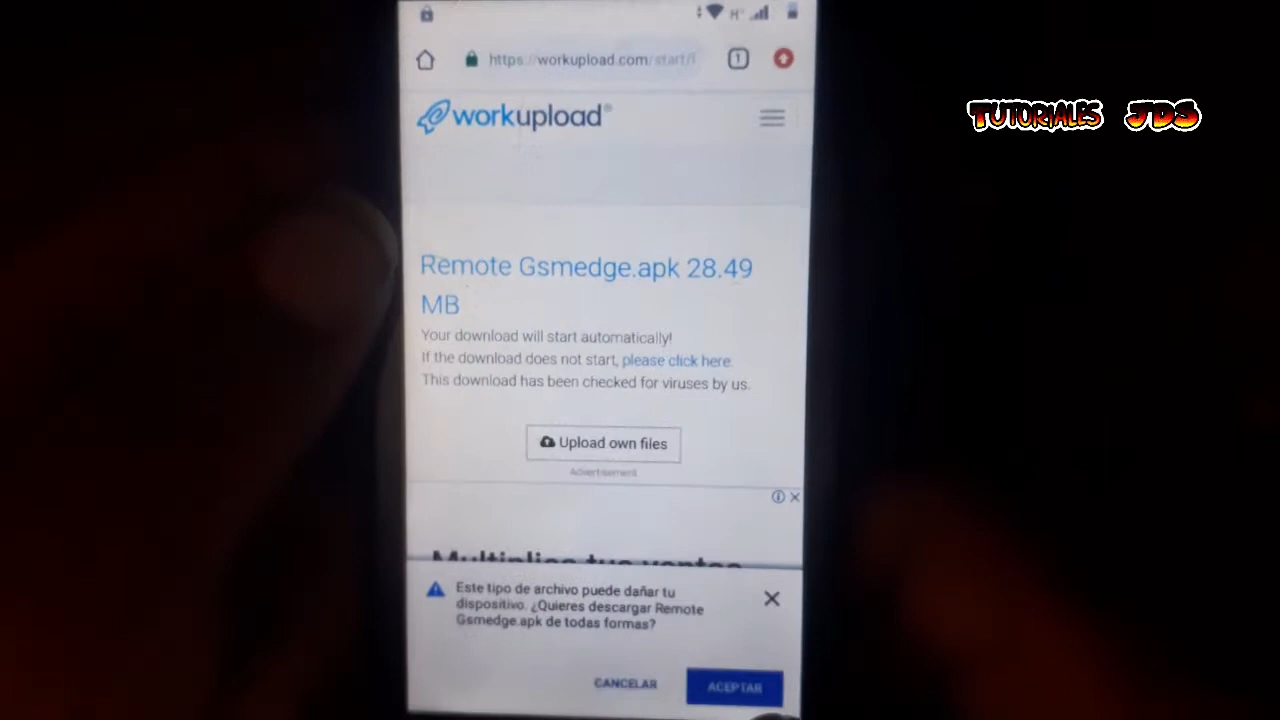 H+
https://workupload.com/start/f
1
workupload®
TUTORIALES JDS
Remote Gsmedge.apk 28.49
MB
Your download will start automatically!
If the download does not start, please click here.
This download has been checked for viruses by us.
Upload own files
Advertisement
Multiplica tus ventas
Este tipo de archivo puede dañar tu
dispositivo. ¿Quieres descargar Remote
Gsmedge.apk de todas formas?
CANCELAR
ACEPTAR